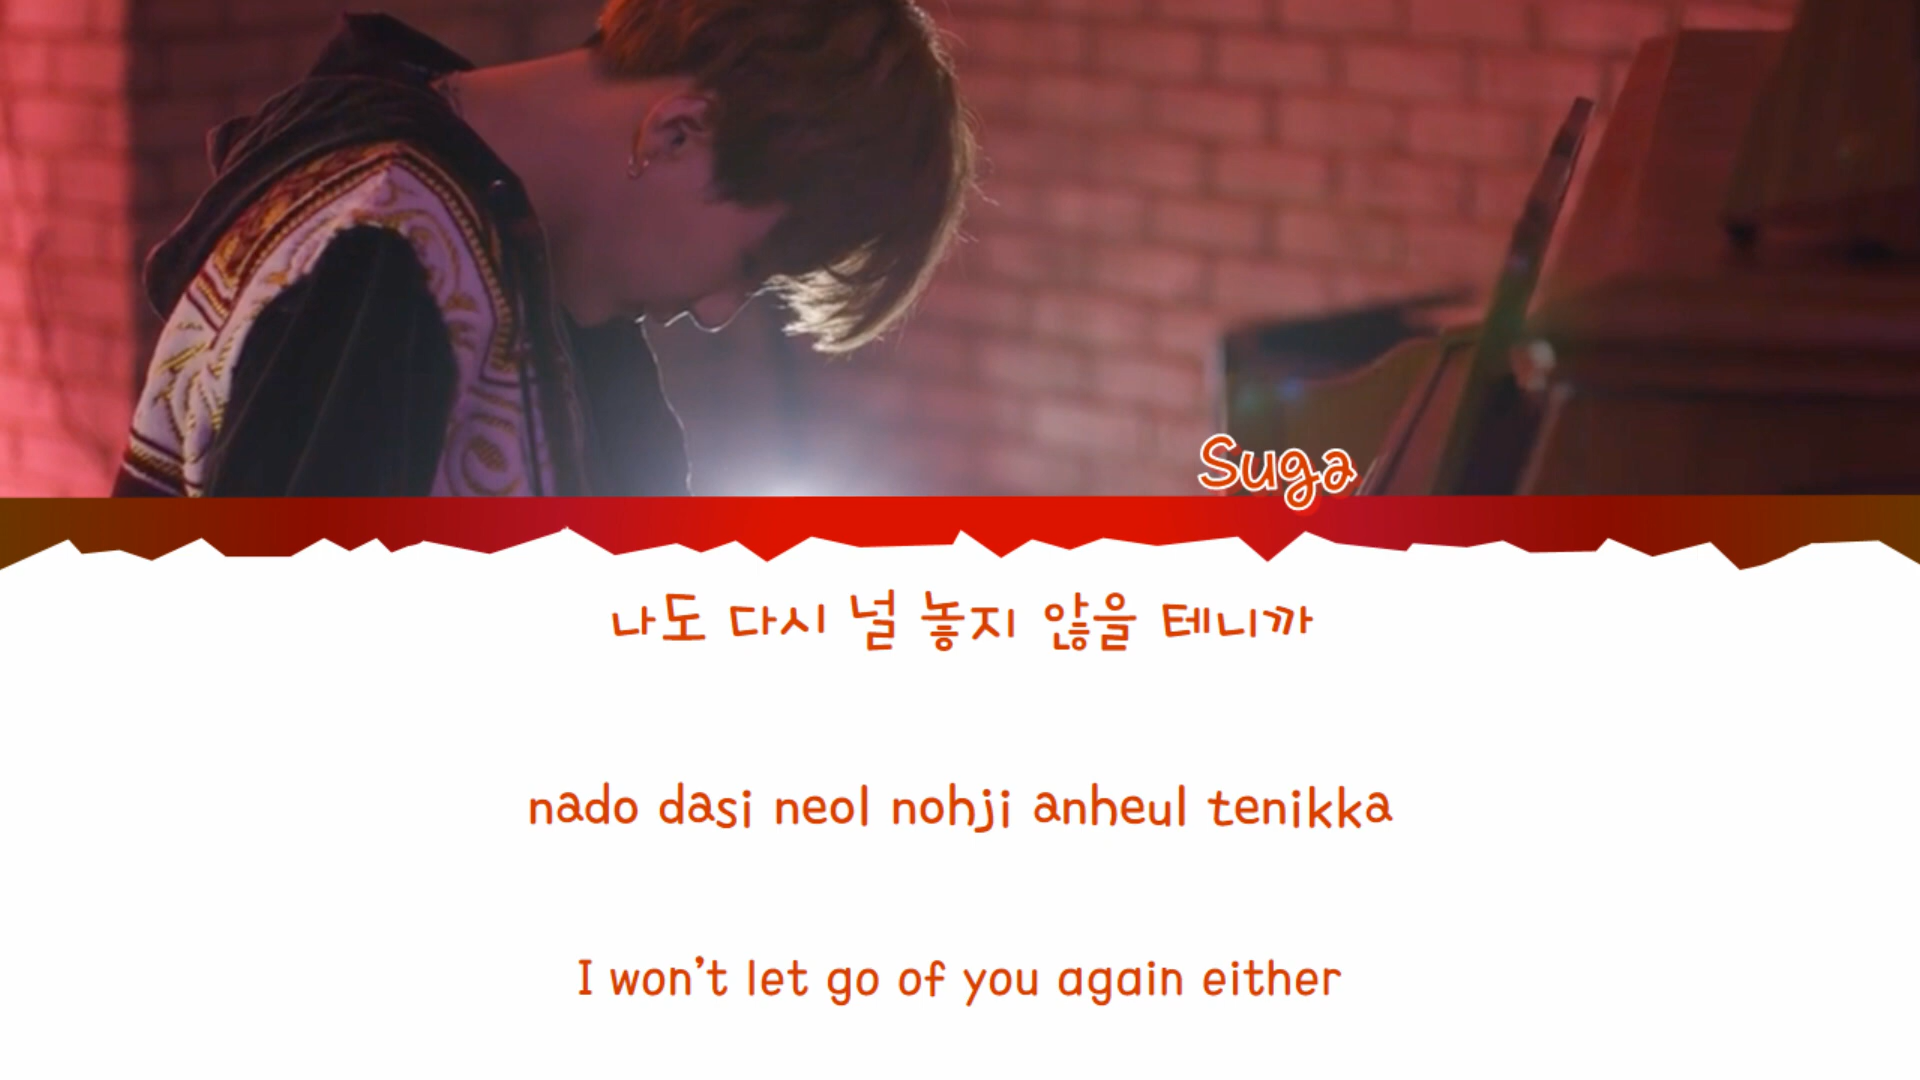 Suga
나도 다시 널 놓지 않을 테니까
nado dasi neol nohji anheul tenikka
I won't let go of you again either